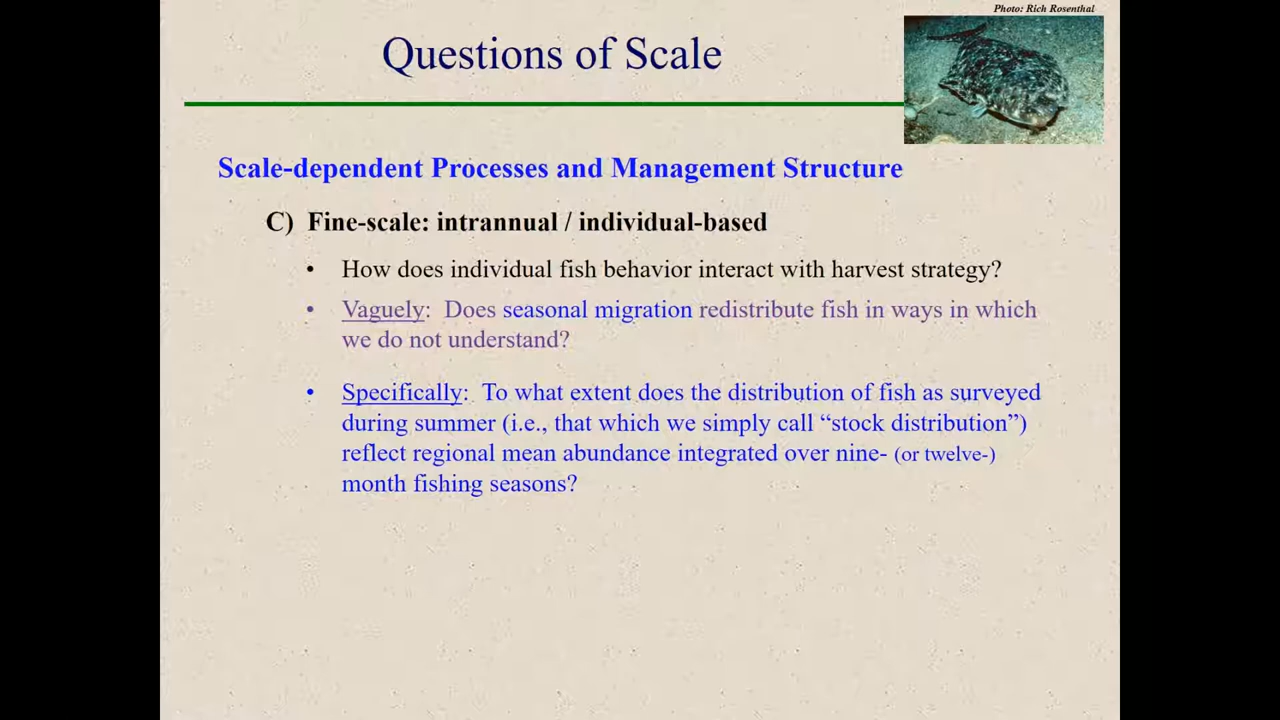 Photo: Rich Rosenthal
Questions of Scale
Scale-dependent Processes and Management Structure
C) Fine-scale: intrannual / individual-based
• How does individual fish behavior interact with harvest strategy?
• Vaguely: Does seasonal migration redistribute fish in ways in which
we do not understand?
• Specifically: To what extent does the distribution of fish as surveyed
during summer (i.e., that which we simply call “stock distribution”)
reflect regional mean abundance integrated over nine- (or twelve-)
month fishing seasons?